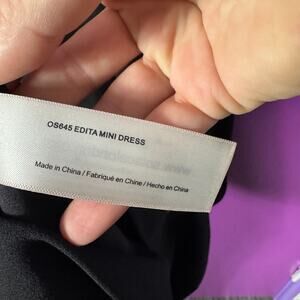 OS645 EDITA MINI DRESS
Made in China / Fabriqué en Chine / Hecho en China